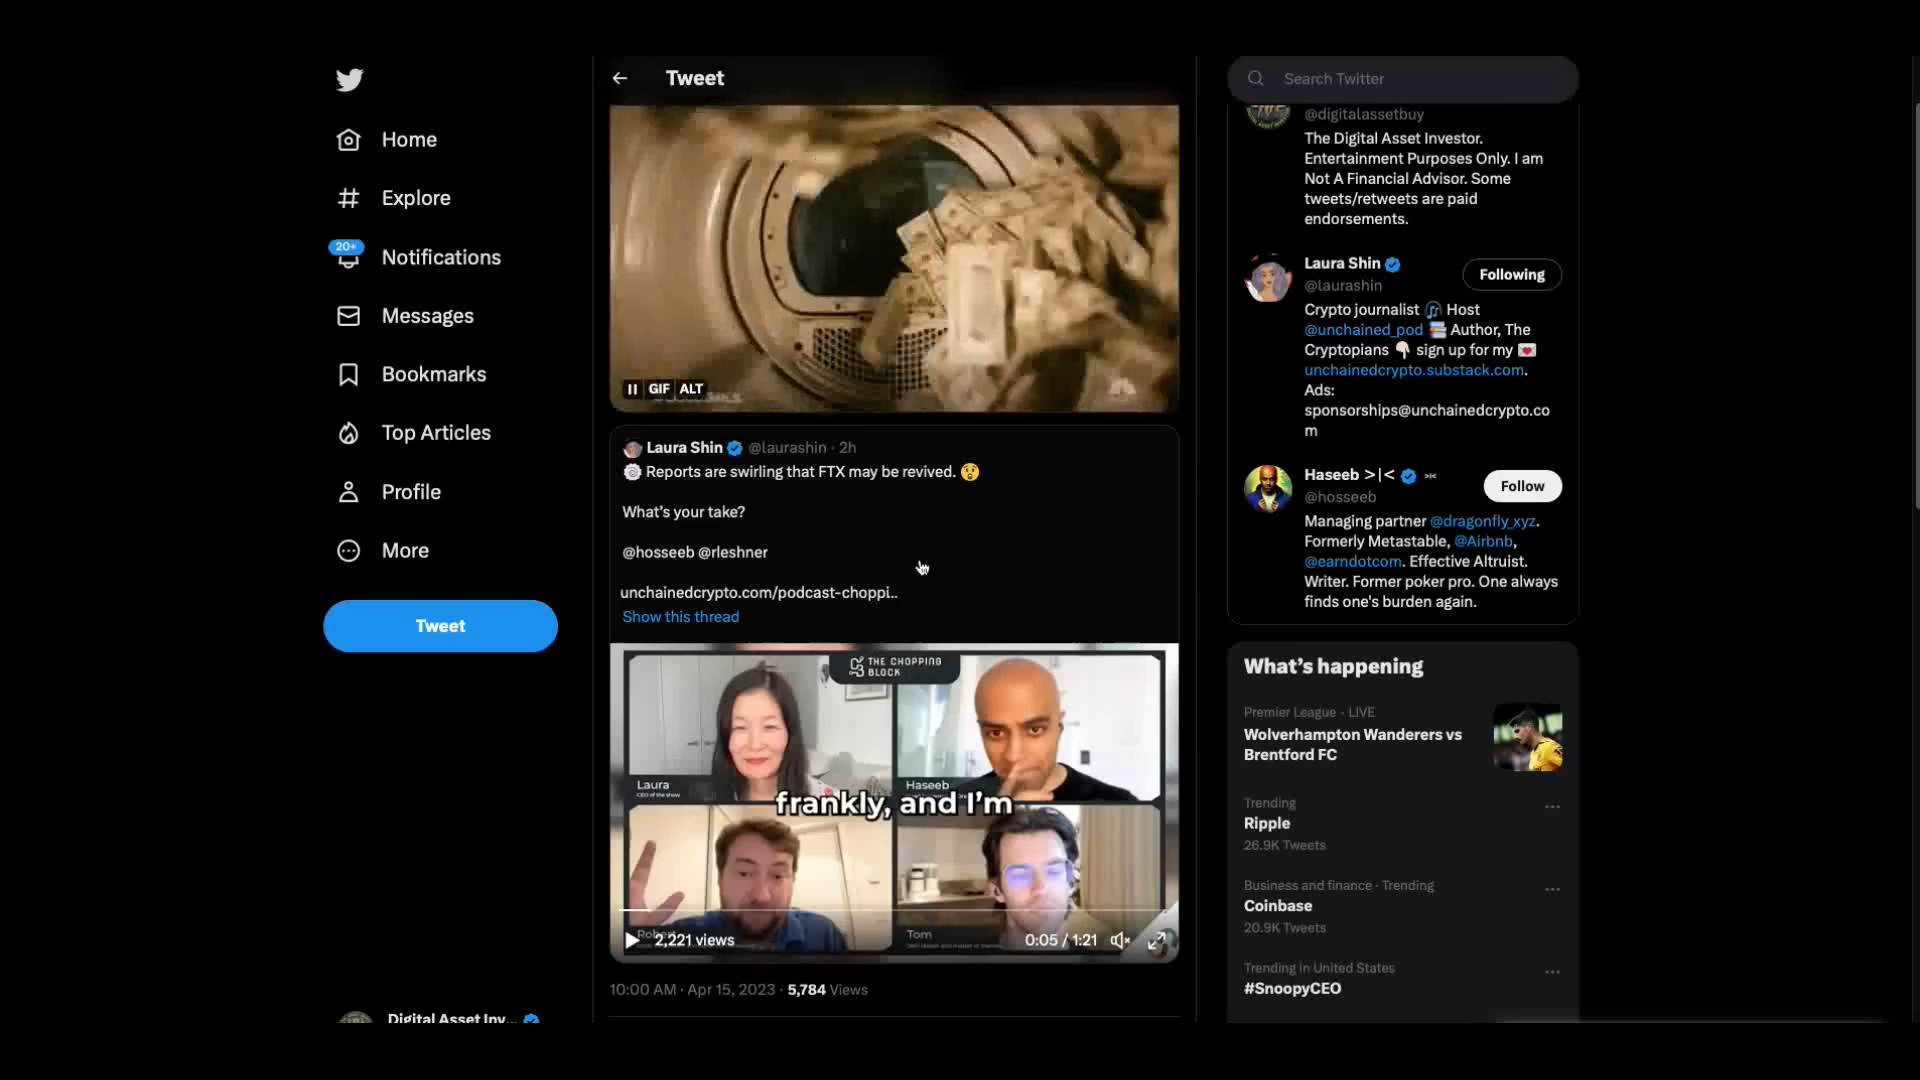 Home
Explore
20+
Notifications
Messages
Bookmarks
Top Articles
Profile
More
Tweet
Digital Asset Inv...
Tweet
GIF ALT
Laura Shin @laurashin · 2h
Reports are swirling that FTX may be revived.
What's your take?
@hosseeb @rleshner
unchainedcrypto.com/podcast-choppi...
Show this thread
THE CHOPPING
BLOCK
Laura
CEO of the show
Haseeb
frankly, and I'm
Robert
Tom
2,221 views
0:05 / 1:21
10:00 AM · Apr 15, 2023 · 5,784 Views
Search Twitter
@digitalassetbuy
The Digital Asset Investor.
Entertainment Purposes Only. I am
Not A Financial Advisor. Some
tweets/retweets are paid
endorsements.
Laura Shin
Following
@laurashin
Crypto journalist Host
@unchained_pod Author, The
Cryptopians sign up for my
unchainedcrypto.substack.com.
Ads:
sponsorships@unchainedcrypto.co
m
Haseeb >|<
Follow
@hosseeb
Managing partner @dragonfly_xyz.
Formerly Metastable, @Airbnb,
@earndotcom. Effective Altruist.
Writer. Former poker pro. One always
finds one's burden again.
What's happening
Premier League · LIVE
Wolverhampton Wanderers vs
Brentford FC
Trending
Ripple
26.9K Tweets
Business and finance · Trending
Coinbase
20.9K Tweets
Trending in United States
#SnoopyCEO